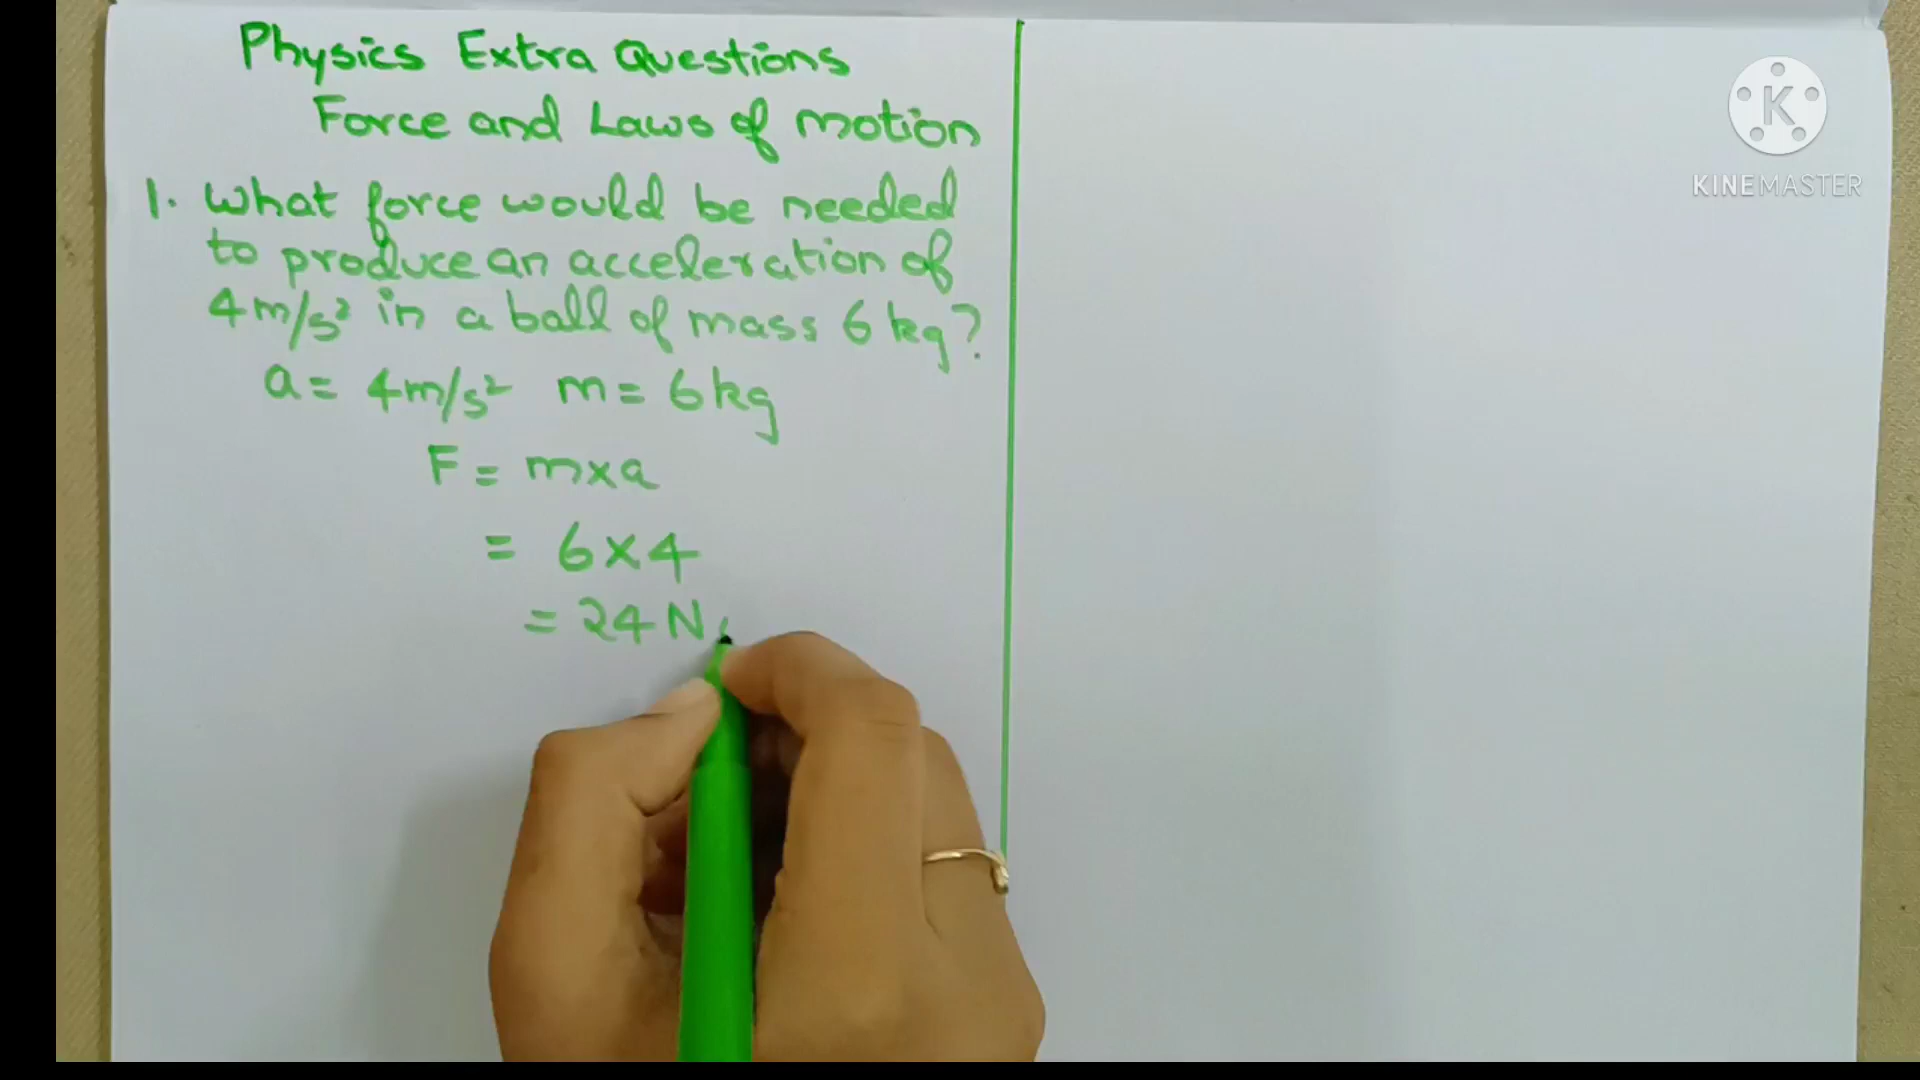 Physics Extra Questions
Force and Laws of motion
1. What force would be needed
to produce an acceleration of
4m/s² in a ball of mass 6 kg?
a = 4m/s² m = 6kg
F = m×a
= 6×4
= 24 N
K
KINEMASTER